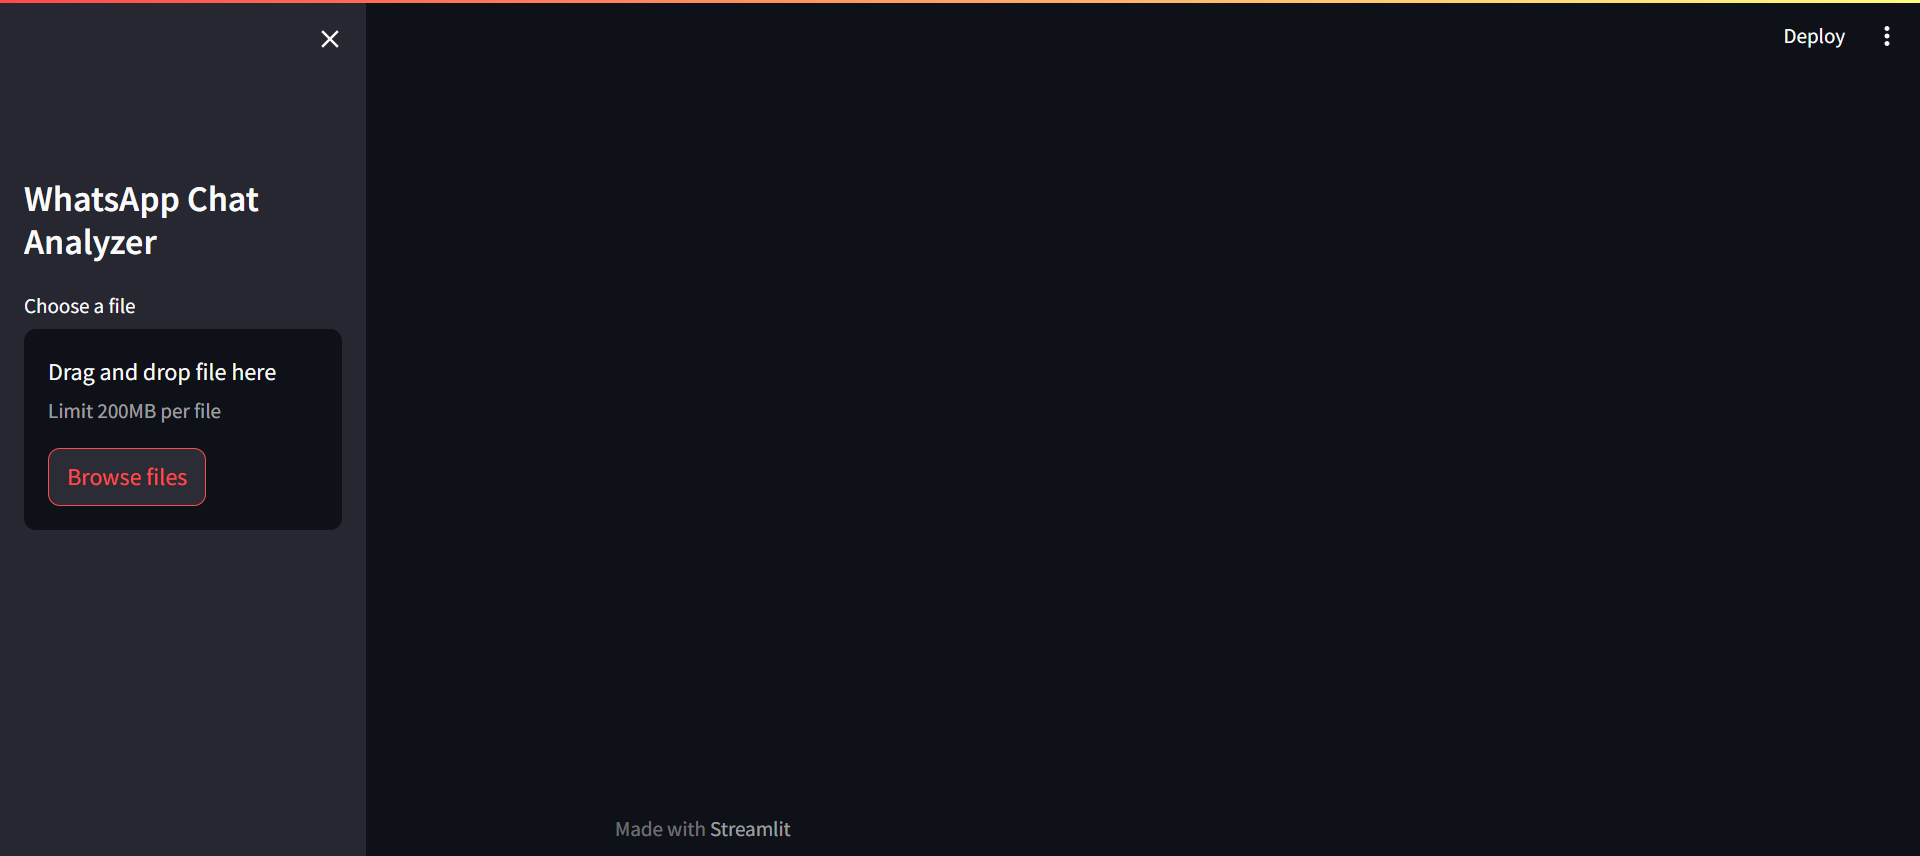 Deploy
WhatsApp Chat
Analyzer
Choose a file
Drag and drop file here
Limit 200MB per file
Browse files
Made with Streamlit